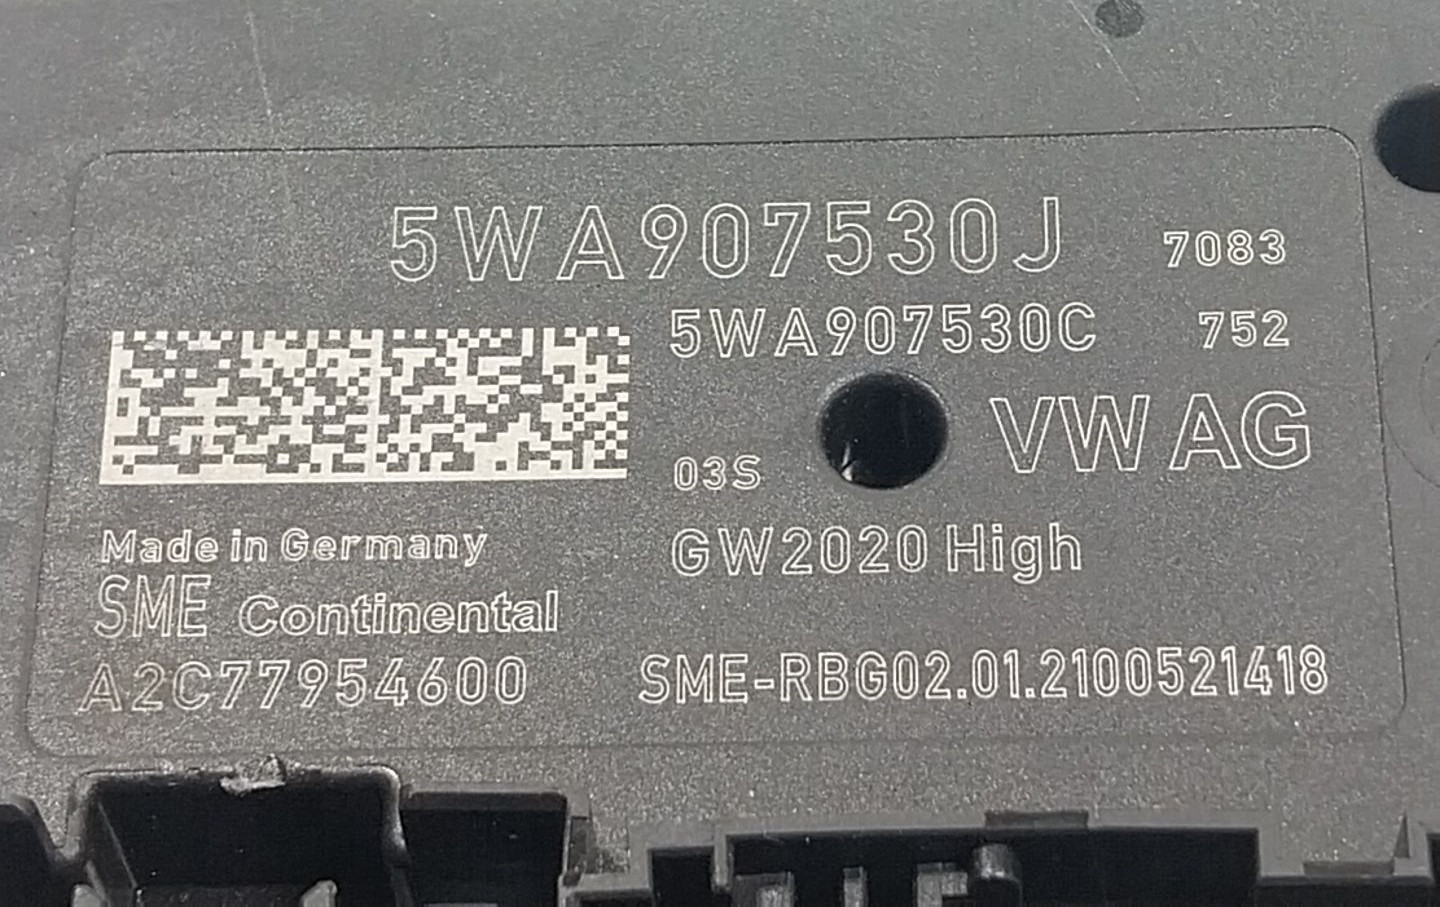 5WA907530J 7083
5WA907530C 752
VW AG
03S
GW2020 High
Made in Germany
SME Continental
A2C77954600
SME-RBG02.01.2100521418